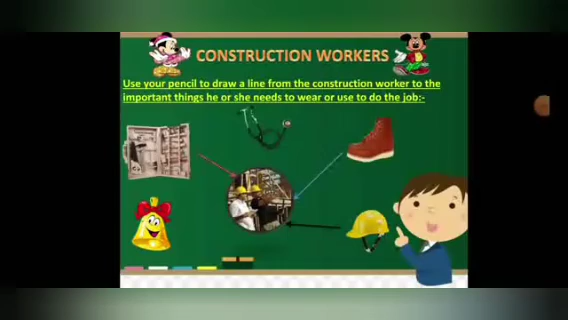 CONSTRUCTION WORKERS
Use your pencil to draw a line from the construction worker to the
important things he or she needs to wear or use to do the job:-